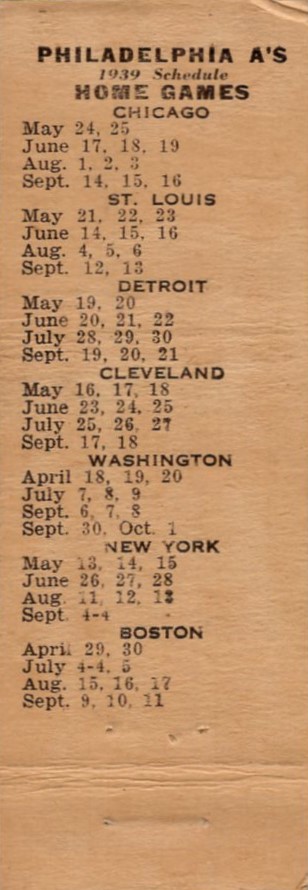 PHILADELPHIA A'S
1939 Schedule
HOME GAMES
CHICAGO
May 24, 25
June 17, 18, 19
Aug. 1, 2, 3
Sept. 14, 15, 16
ST. LOUIS
May 21, 22, 23
June 14, 15, 16
Aug. 4, 5, 6
Sept. 12, 13
DETROIT
May 19, 20
June 20, 21, 22
July 28, 29, 30
Sept. 19, 20, 21
CLEVELAND
May 16, 17, 18
June 23, 24, 25
July 25, 26, 27
Sept. 17, 18
WASHINGTON
April 18, 19, 20
July 7, 8, 9
Sept. 6, 7, 8
Sept. 30, Oct. 1
NEW YORK
May 13, 14, 15
June 26, 27, 28
Aug. 11, 12, 13
Sept. 4-4
BOSTON
April 29, 30
July 4-4, 5
Aug. 15, 16, 17
Sept. 9, 10, 11